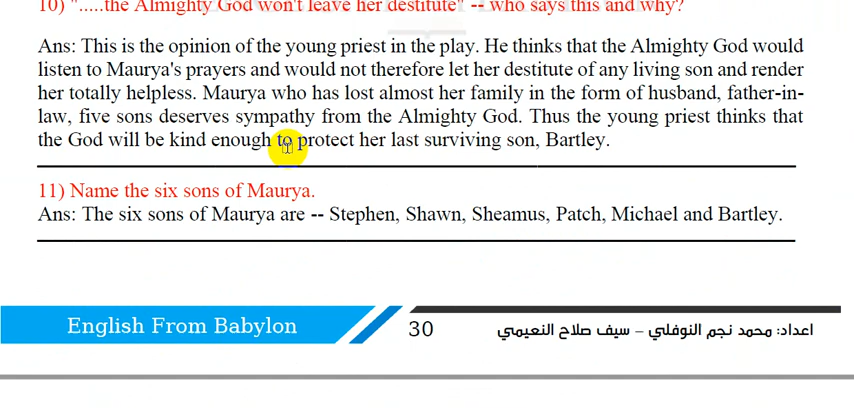 10) ".....the Almighty God won't leave her destitute" -- who says this and why?
Ans: This is the opinion of the young priest in the play. He thinks that the Almighty God would
listen to Maurya's prayers and would not therefore let her destitute of any living son and render
her totally helpless. Maurya who has lost almost her family in the form of husband, father-in-
law, five sons deserves sympathy from the Almighty God. Thus the young priest thinks that
the God will be kind enough to protect her last surviving son, Bartley.
11) Name the six sons of Maurya.
Ans: The six sons of Maurya are -- Stephen, Shawn, Sheamus, Patch, Michael and Bartley.
English From Babylon
30
اعداد: محمد نجم النوفلي – سيف صلاح النعيمي